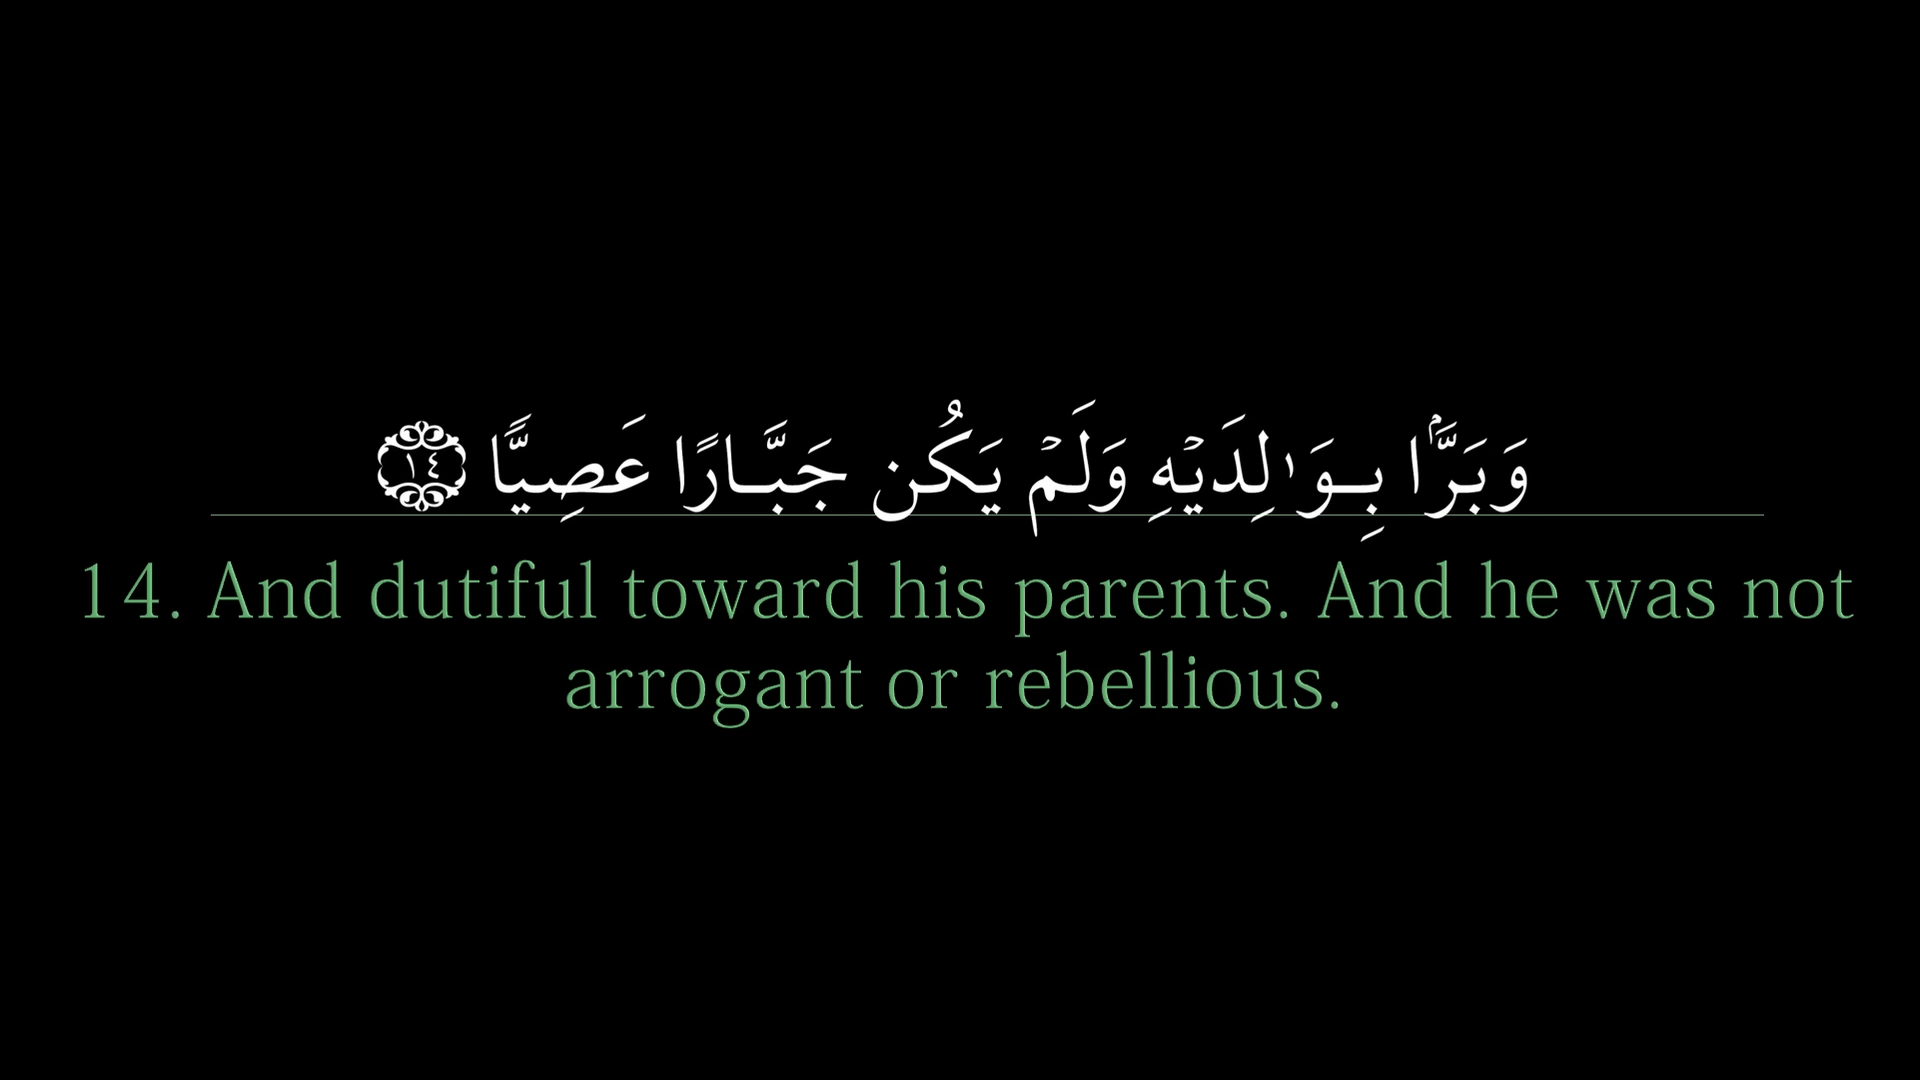 وَبَرَّۢا بِوَٰلِدَيۡهِ وَلَمۡ يَكُن جَبَّارًا عَصِيًّا ١٤
14. And dutiful toward his parents. And he was not
arrogant or rebellious.